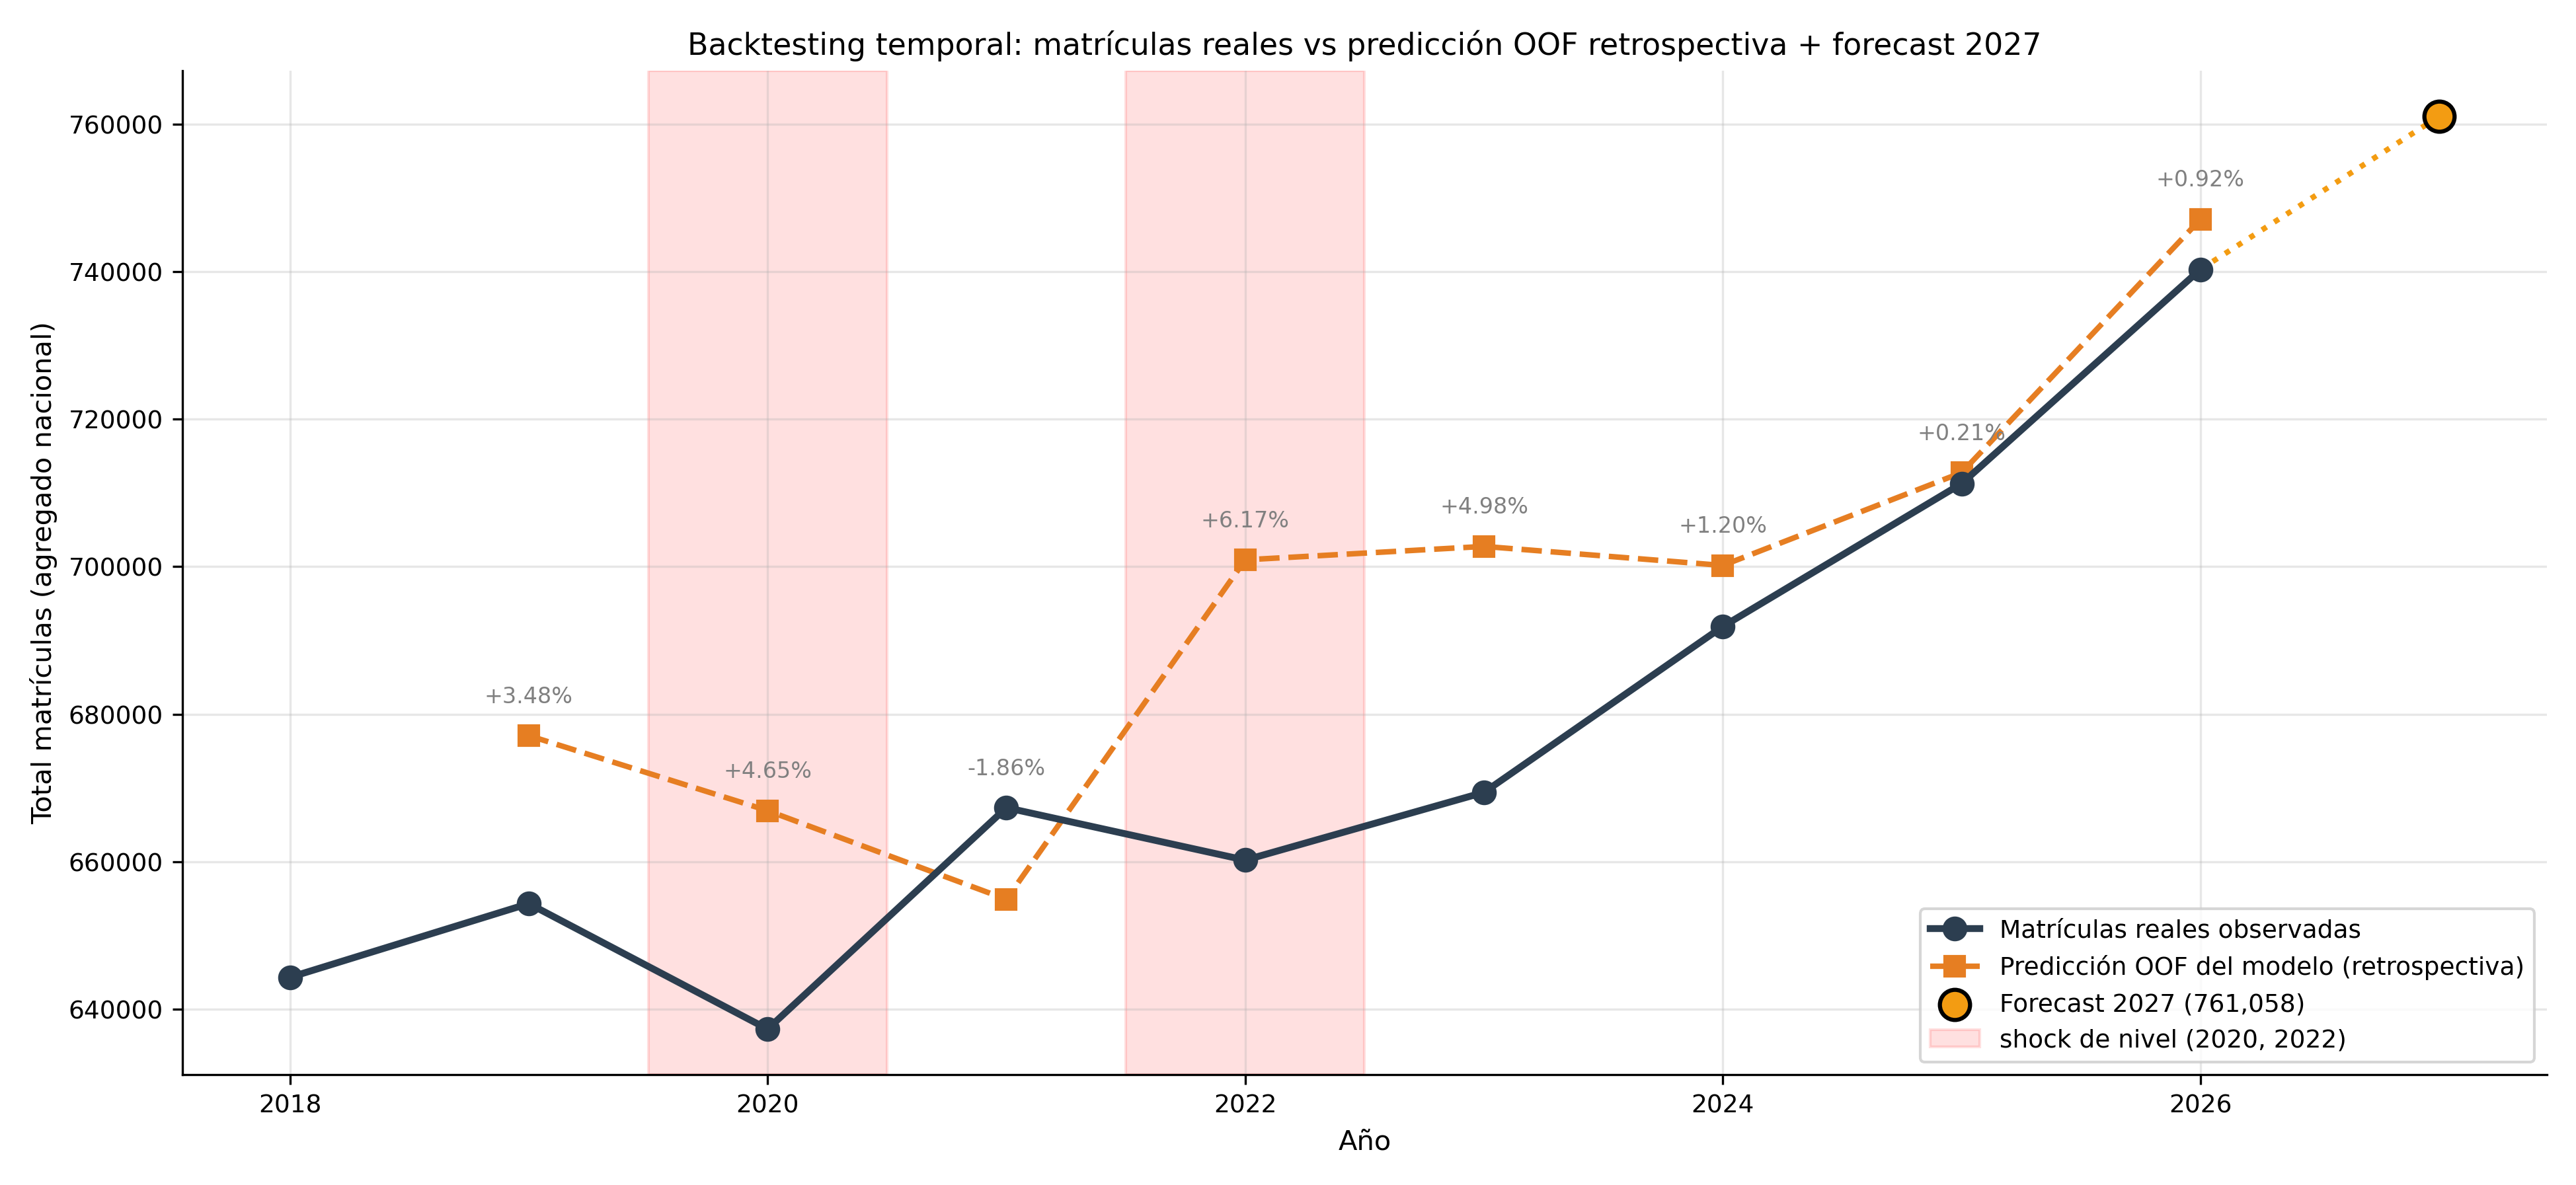 Backtesting temporal: matrículas reales vs predicción OOF retrospectiva + forecast 2027
Total matrículas (agregado nacional)
760000
740000
720000
700000
680000
660000
640000
+3.48%
+4.65%
-1.86%
+6.17%
+4.98%
+1.20%
+0.21%
+0.92%
Matrículas reales observadas
Predicción OOF del modelo (retrospectiva)
Forecast 2027 (761,058)
shock de nivel (2020, 2022)
2018
2020
2022
2024
2026
Año